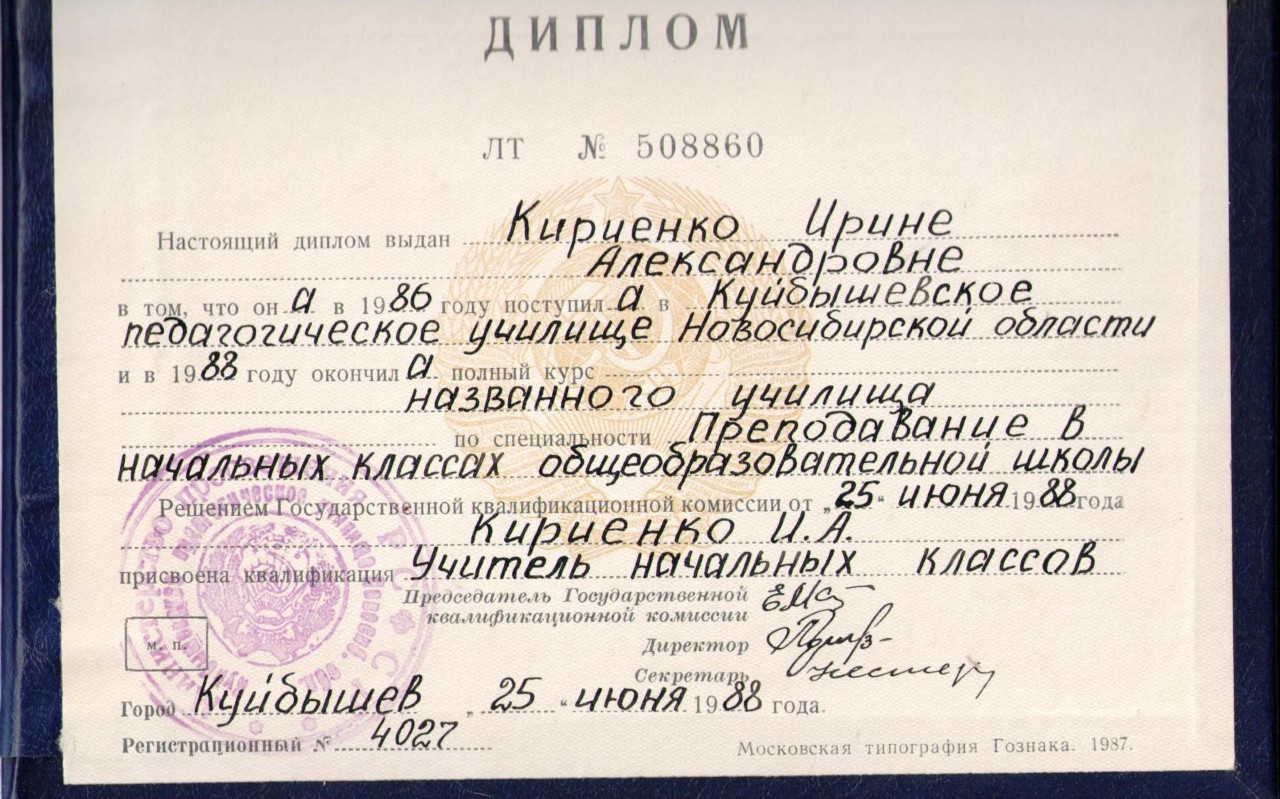 ДИПЛОМ
ЛТ № 508860
Настоящий диплом выдан Кириенко Ирине
Александровне
в том, что он а в 1986 году поступил а в Куйбышевское
педагогическое училище Новосибирской области
и в 1988 году окончил а полный курс
названного училища
по специальности Преподавание в
начальных классах общеобразовательной школы
Решением Государственной квалификационной комиссии от „25“ июня 1988 года
Кириенко И.А.
присвоена квалификация Учитель начальных классов
Председатель Государственной
квалификационной комиссии
Директор
Секретарь
м. п.
Город Куйбышев „25“ июня 1988 года.
Регистрационный № 4027
Московская типография Гознака. 1987.